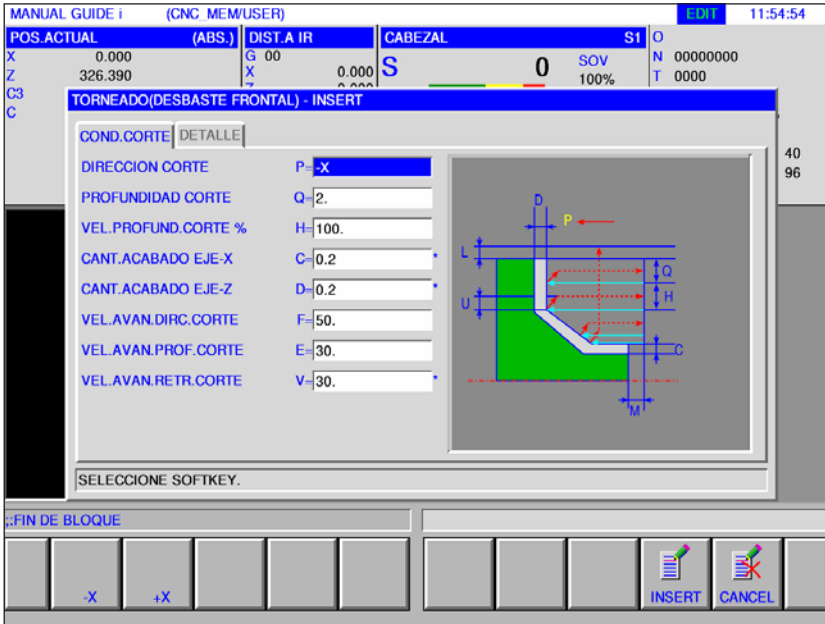 MANUAL GUIDE i (CNC_MEM/USER) EDIT 11:54:54
POS.ACTUAL (ABS.) DIST.A IR CABEZAL S1 O
X 0.000 G 00 S 0 SOV N 00000000
Z 326.390 X 0.000 100% T 0000
C3
C
TORNEADO(DESBASTE FRONTAL) - INSERT
COND.CORTE DETALLE
DIRECCION CORTE P=-X
PROFUNDIDAD CORTE Q=2.
VEL.PROFUND.CORTE % H=100.
CANT.ACABADO EJE-X C=0.2 *
CANT.ACABADO EJE-Z D=0.2 *
VEL.AVAN.DIRC.CORTE F=50.
VEL.AVAN.PROF.CORTE E=30.
VEL.AVAN.RETR.CORTE V=30. *
D
P
L
Q
U
H
C
M
40
96
SELECCIONE SOFTKEY.
;:FIN DE BLOQUE
-X +X INSERT CANCEL